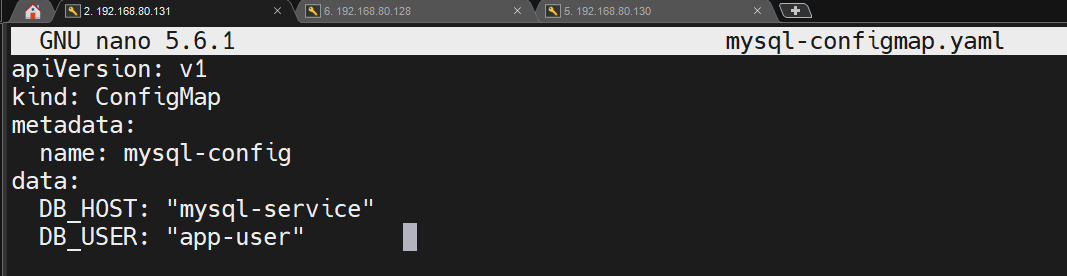 2. 192.168.80.131
6. 192.168.80.128
5. 192.168.80.130
GNU nano 5.6.1 mysql-configmap.yaml
apiVersion: v1
kind: ConfigMap
metadata:
  name: mysql-config
data:
  DB_HOST: "mysql-service"
  DB_USER: "app-user"